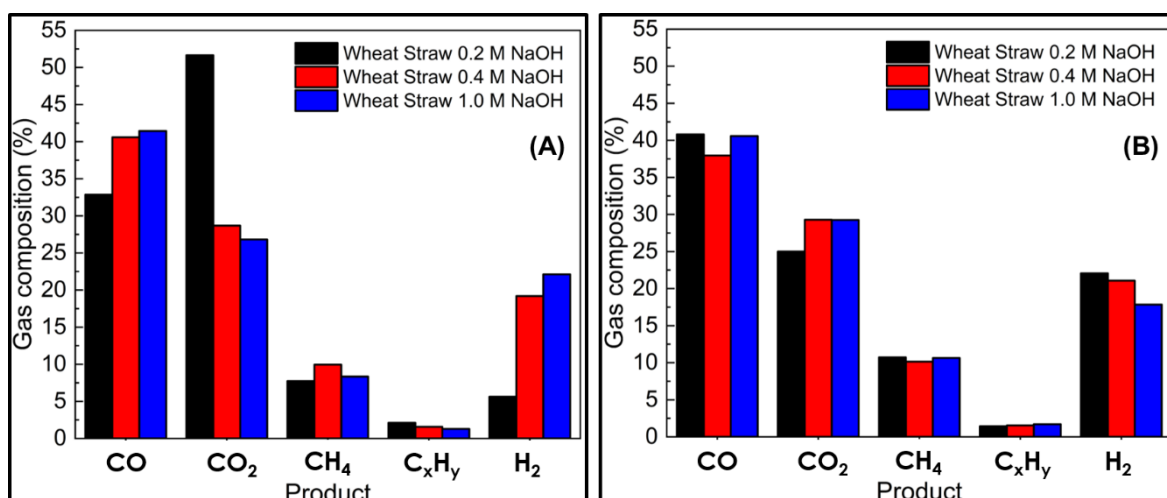 55
50
45
40
35
30
25
20
15
10
5
0
Gas composition (%)
Wheat Straw 0.2 M NaOH
Wheat Straw 0.4 M NaOH
Wheat Straw 1.0 M NaOH
(A)
CO CO₂ CH₄ CₓHᵧ H₂
Product
55
50
45
40
35
30
25
20
15
10
5
0
Gas composition (%)
Wheat Straw 0.2 M NaOH
Wheat Straw 0.4 M NaOH
Wheat Straw 1.0 M NaOH
(B)
CO CO₂ CH₄ CₓHᵧ H₂
Product